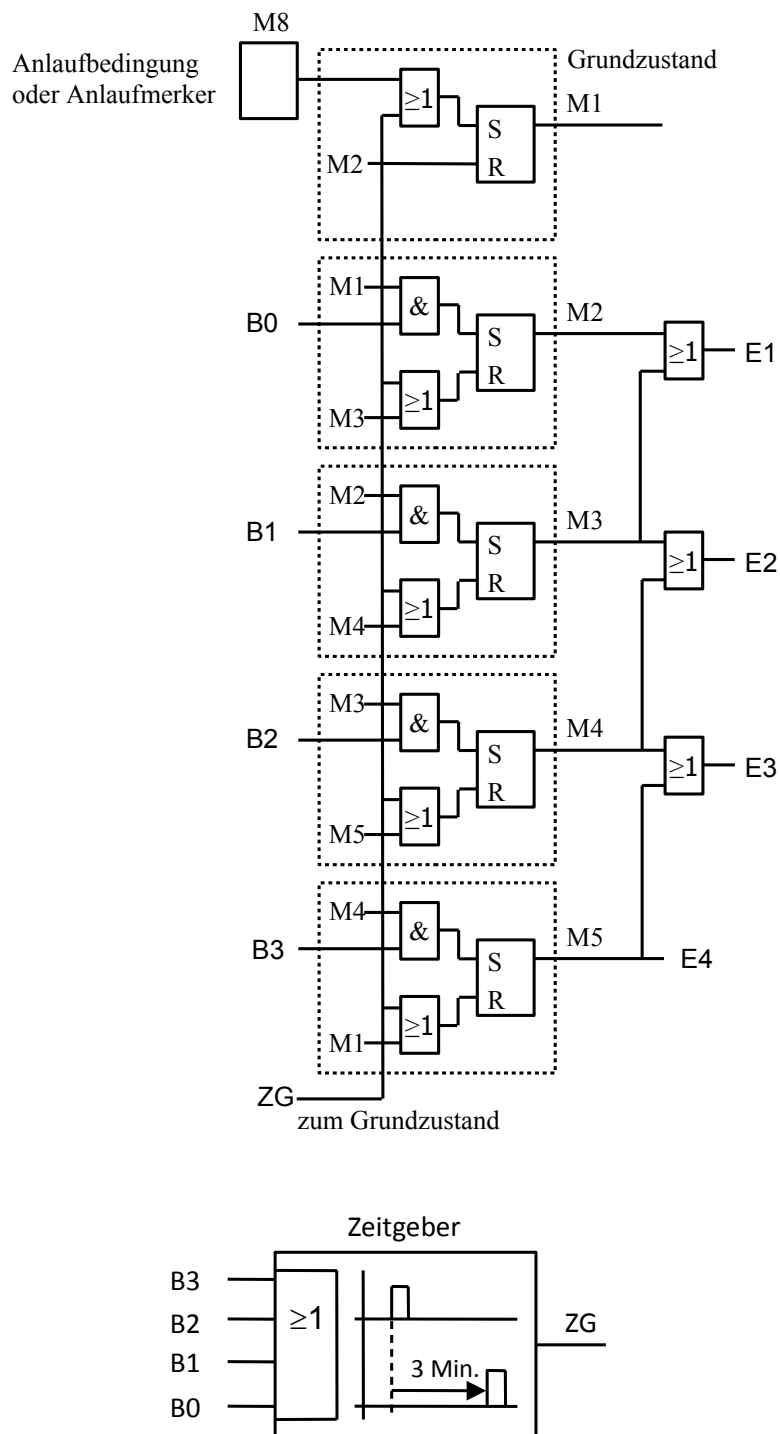 M8
Anlaufbedingung
oder Anlaufmerker
Grundzustand
≥1
S
R
M1
M2
M1
B0
&
S
R
M2
≥1
E1
M3
≥1
M2
B1
&
S
R
M3
≥1
E2
M4
≥1
M3
B2
&
S
R
M4
≥1
E3
M5
≥1
M4
B3
&
S
R
M5
E4
M1
≥1
ZG
zum Grundzustand
Zeitgeber
B3
B2
B1
B0
≥1
3 Min.
ZG